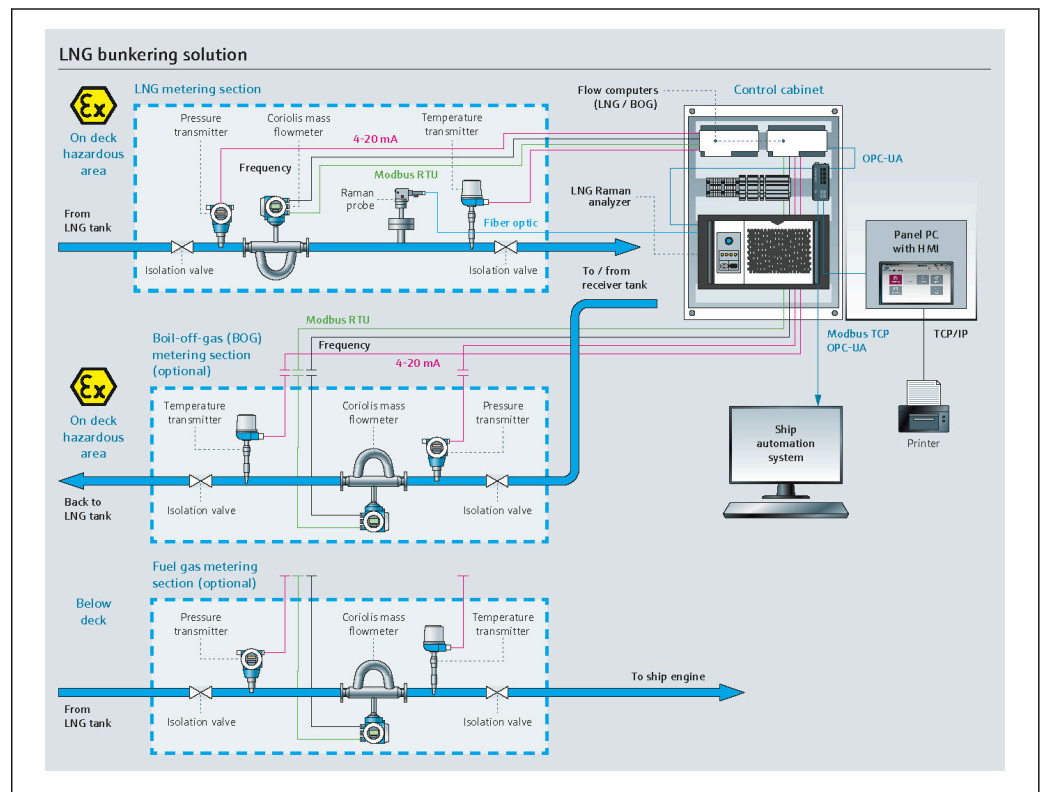 LNG bunkering solution
LNG metering section
Flow computers
(LNG / BOG)
Control cabinet
Ex
On deck
hazardous
area
Pressure
transmitter
Coriolis mass
flowmeter
Temperature
transmitter
4-20 mA
OPC-UA
Frequency
Modbus RTU
Raman
probe
LNG Raman
analyzer
From
LNG tank
Fiber optic
Panel PC
with HMI
Isolation valve
Isolation valve
To / from
receiver tank
Modbus RTU
Modbus TCP
OPC-UA
TCP/IP
Boil-off-gas (BOG)
metering section
(optional)
Frequency
4-20 mA
Ex
On deck
hazardous
area
Temperature
transmitter
Coriolis mass
flowmeter
Pressure
transmitter
Ship
automation
system
Printer
Back to
LNG tank
Isolation valve
Isolation valve
Fuel gas metering
section (optional)
Below
deck
Pressure
transmitter
Coriolis mass
flowmeter
Temperature
transmitter
To ship engine
From
LNG tank
Isolation valve
Isolation valve